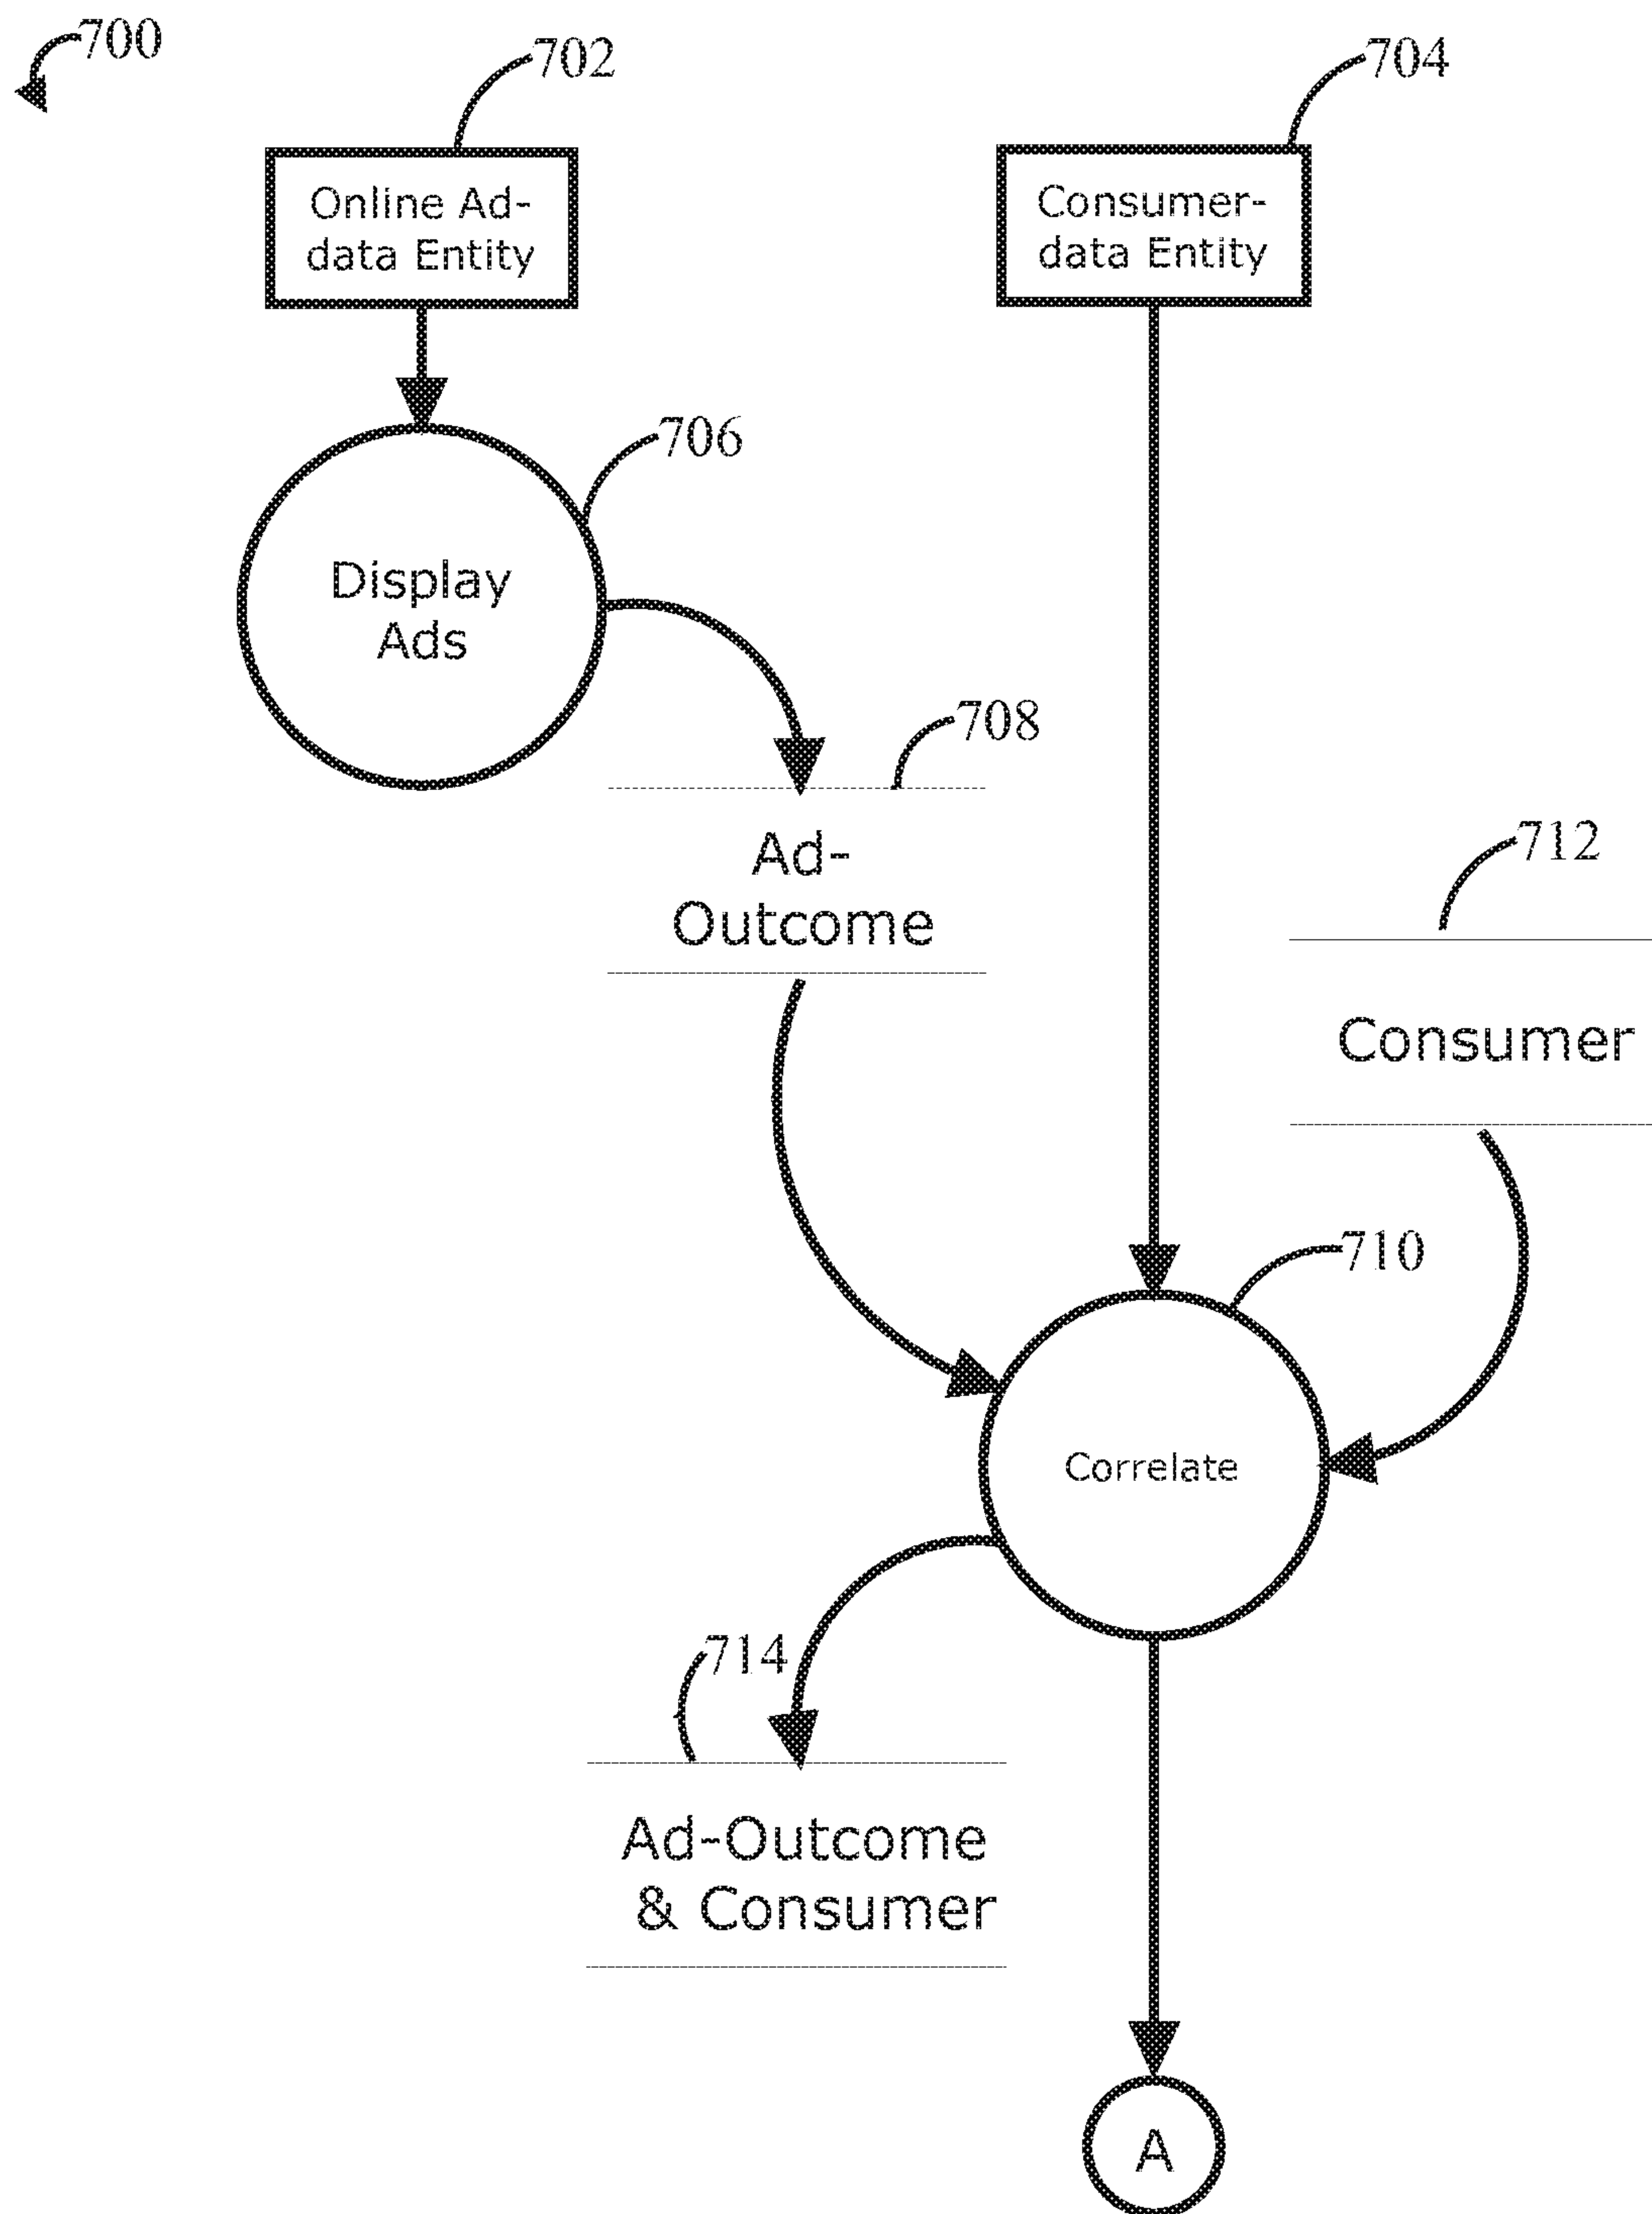 700
702
704
Online Ad-
data Entity
Consumer-
data Entity
706
Display
Ads
708
Ad-
Outcome
712
Consumer
710
Correlate
714
Ad-Outcome
& Consumer
A